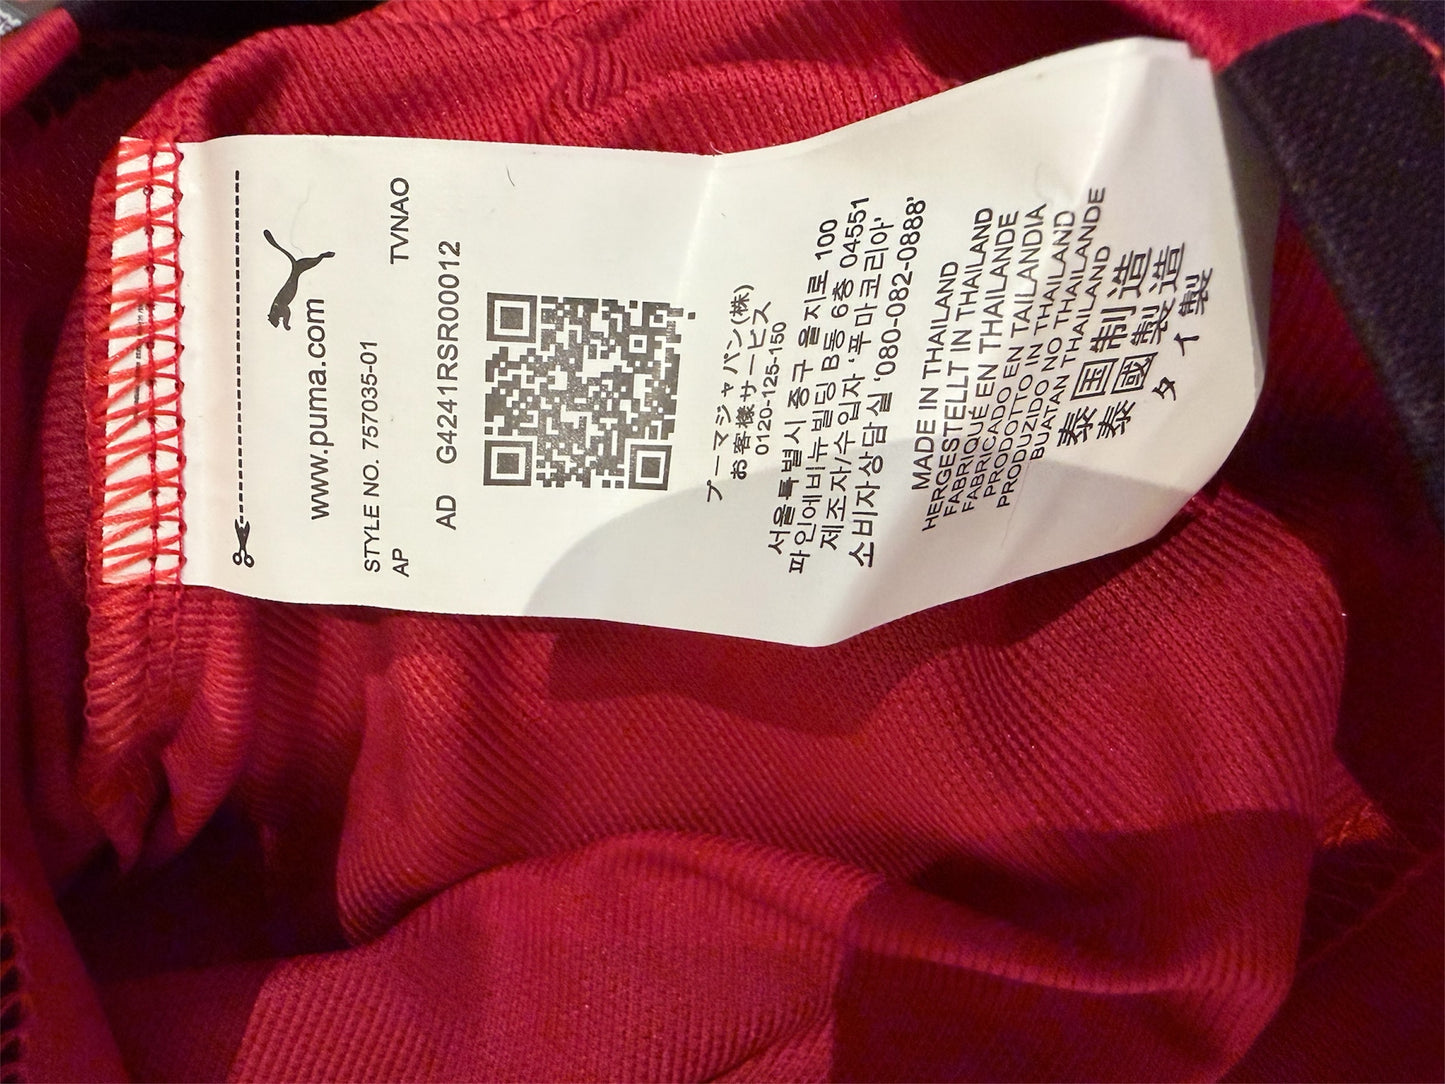 www.puma.com
STYLE NO. 757035-01
AP TVNAO
AD G4241RSR00012
プーマジャパン(株)
お客様サービス
0120-125-150
서울특별시 중구 을지로 100
파인에비뉴빌딩 B동 6층 04551
제조자/수입자 '푸마코리아'
소비자상담실 '080-082-0888'
MADE IN THAILAND
HERGESTELLT IN THAILAND
FABRIQUÉ EN THAILANDE
FABRICADO EN TAILANDIA
PRODOTTO IN THAILAND
PRODUZIDO NO THAILANDE
BUATAN THAILAND
泰国制造
泰國製造
タイ製